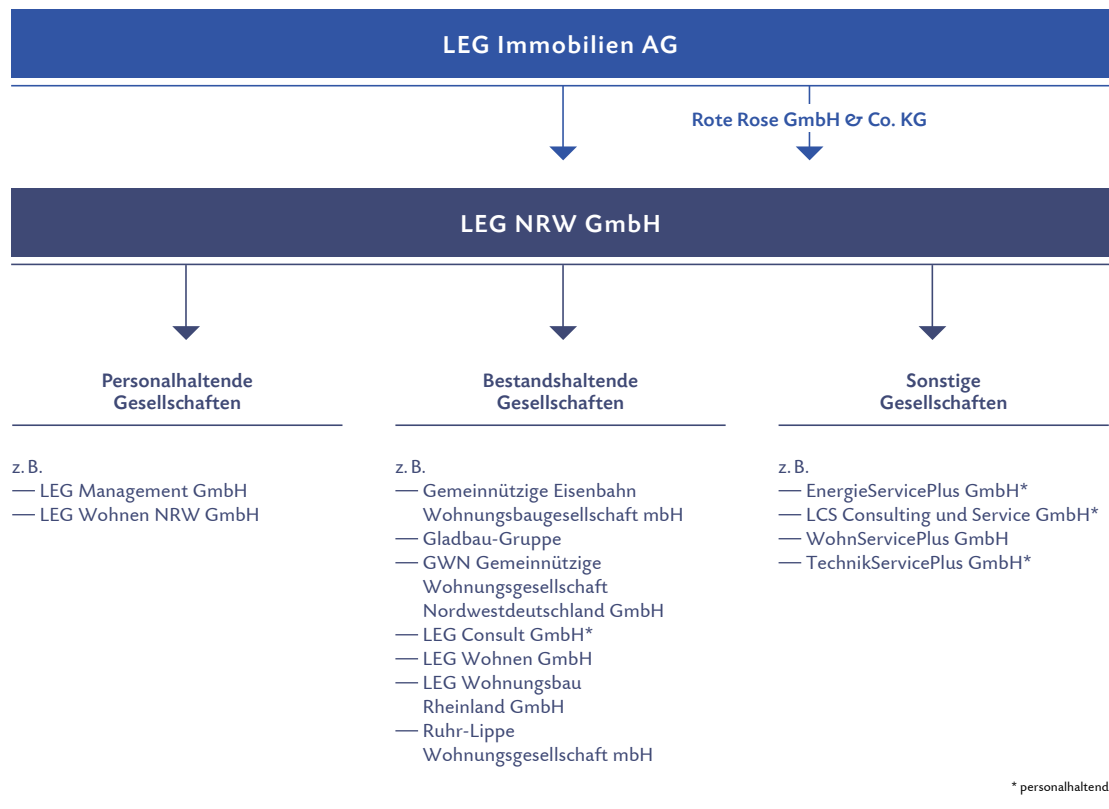 LEG Immobilien AG
Rote Rose GmbH & Co. KG
LEG NRW GmbH
Personalhaltende
Gesellschaften
z. B.
— LEG Management GmbH
— LEG Wohnen NRW GmbH
Bestandshaltende
Gesellschaften
z. B.
— Gemeinnützige Eisenbahn
Wohnungsbaugesellschaft mbH
— Gladbau-Gruppe
— GWN Gemeinnützige
Wohnungsgesellschaft
Nordwestdeutschland GmbH
— LEG Consult GmbH*
— LEG Wohnen GmbH
— LEG Wohnungsbau
Rheinland GmbH
— Ruhr-Lippe
Wohnungsgesellschaft mbH
Sonstige
Gesellschaften
z. B.
— EnergieServicePlus GmbH*
— LCS Consulting und Service GmbH*
— WohnServicePlus GmbH
— TechnikServicePlus GmbH*
* personalhaltend